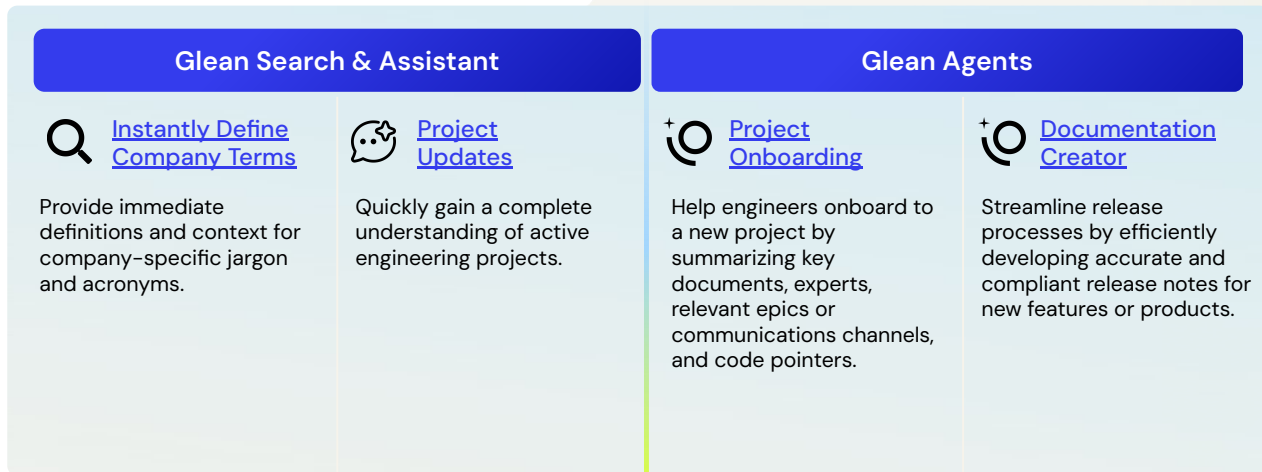 Glean Search & Assistant
Instantly Define
Company Terms
Provide immediate
definitions and context for
company-specific jargon
and acronyms.
Project
Updates
Quickly gain a complete
understanding of active
engineering projects.
Glean Agents
Project
Onboarding
Help engineers onboard to
a new project by
summarizing key
documents, experts,
relevant epics or
communications channels,
and code pointers.
Documentation
Creator
Streamline release
processes by efficiently
developing accurate and
compliant release notes for
new features or products.